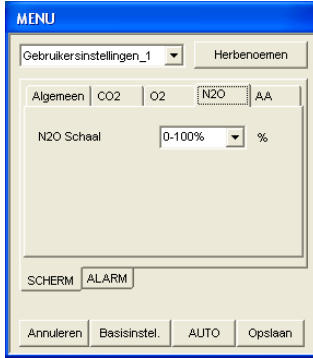 MENU
Gebruikersinstellingen_1 Herbenoemen
Algemeen CO2 O2 N2O AA
N2O Schaal 0-100% %
SCHERM ALARM
Annuleren Basisinstel. AUTO Opslaan